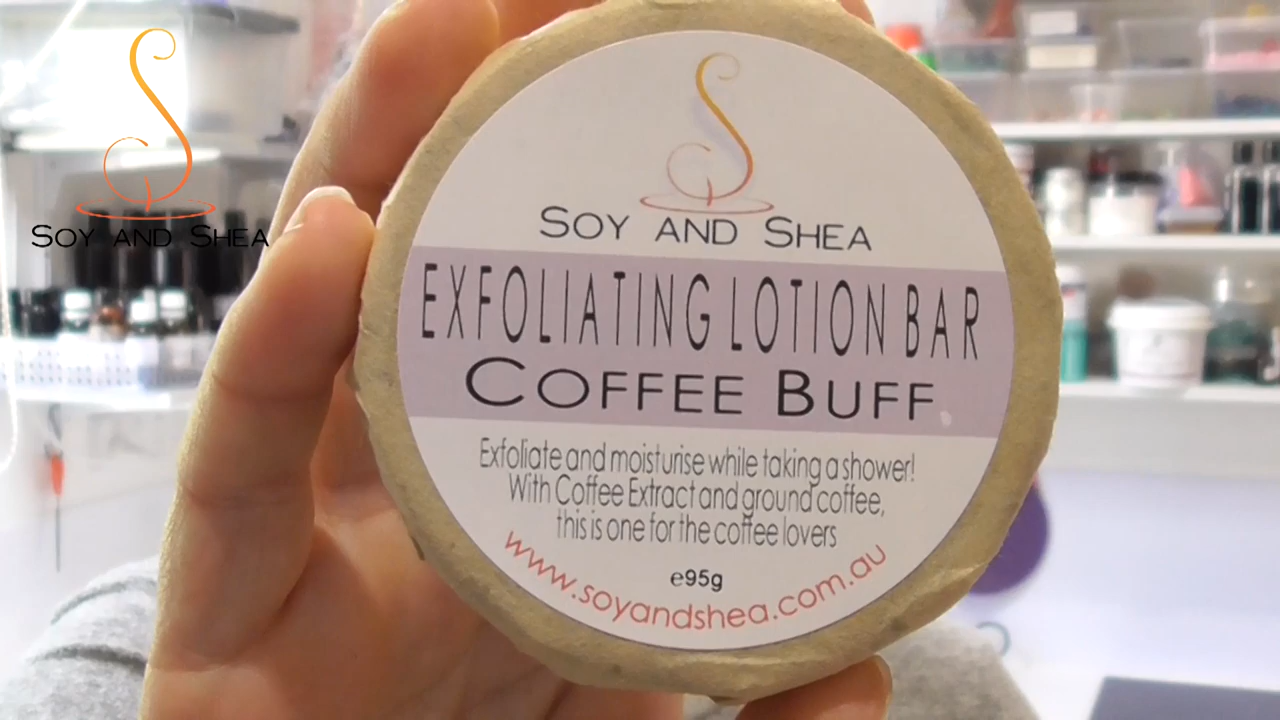 SOY AND SHEA
SOY AND SHEA
EXFOLIATING LOTION BAR
COFFEE BUFF
Exfoliate and moisturise while taking a shower!
With Coffee Extract and ground coffee,
this is one for the coffee lovers
e95g
www.soyandshea.com.au